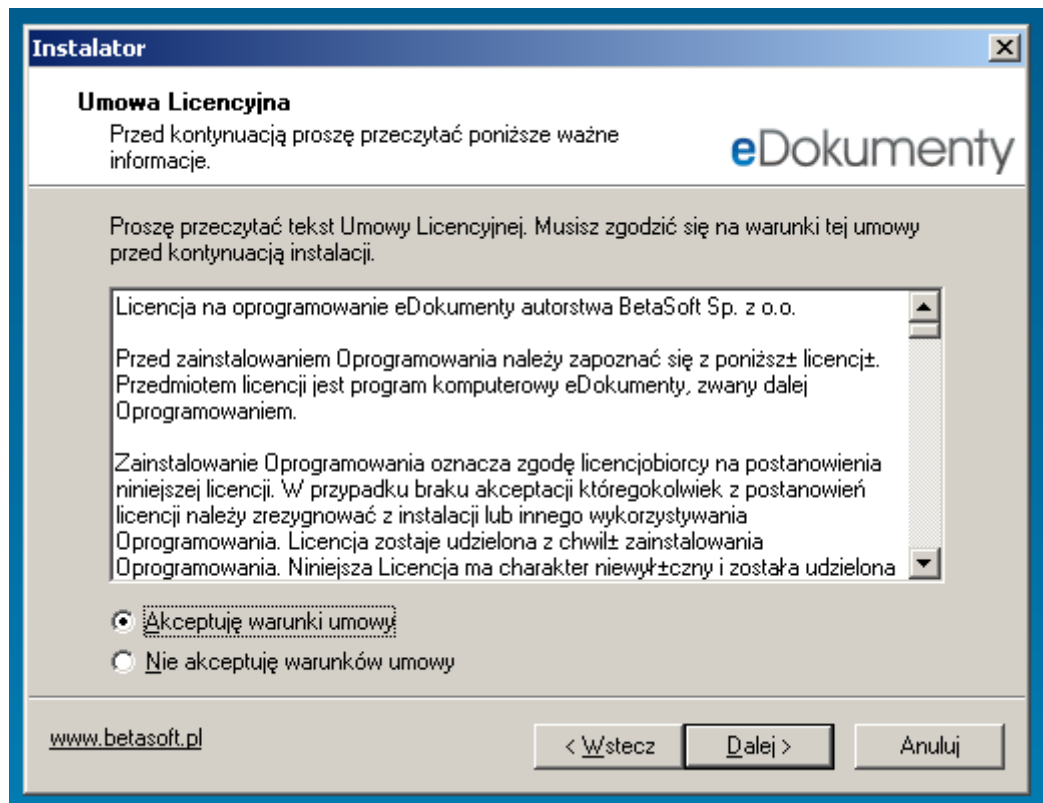 Instalator
Umowa Licencyjna
Przed kontynuacją proszę przeczytać poniższe ważne
informacje.
eDokumenty
Proszę przeczytać tekst Umowy Licencyjnej. Musisz zgodzić się na warunki tej umowy
przed kontynuacją instalacji.
Licencja na oprogramowanie eDokumenty autorstwa BetaSoft Sp. z o.o.
Przed zainstalowaniem Oprogramowania należy zapoznać się z poniższ± licencj±.
Przedmiotem licencji jest program komputerowy eDokumenty, zwany dalej
Oprogramowaniem.
Zainstalowanie Oprogramowania oznacza zgodę licencjobiorcy na postanowienia
niniejszej licencji. W przypadku braku akceptacji któregokolwiek z postanowień
licencji należy zrezygnować z instalacji lub innego wykorzystywania
Oprogramowania. Licencja zostaje udzielona z chwil± zainstalowania
Oprogramowania. Niniejsza Licencja ma charakter niewył±czny i została udzielona
Akceptuję warunki umowy
Nie akceptuję warunków umowy
www.betasoft.pl
< Wstecz
Dalej >
Anuluj